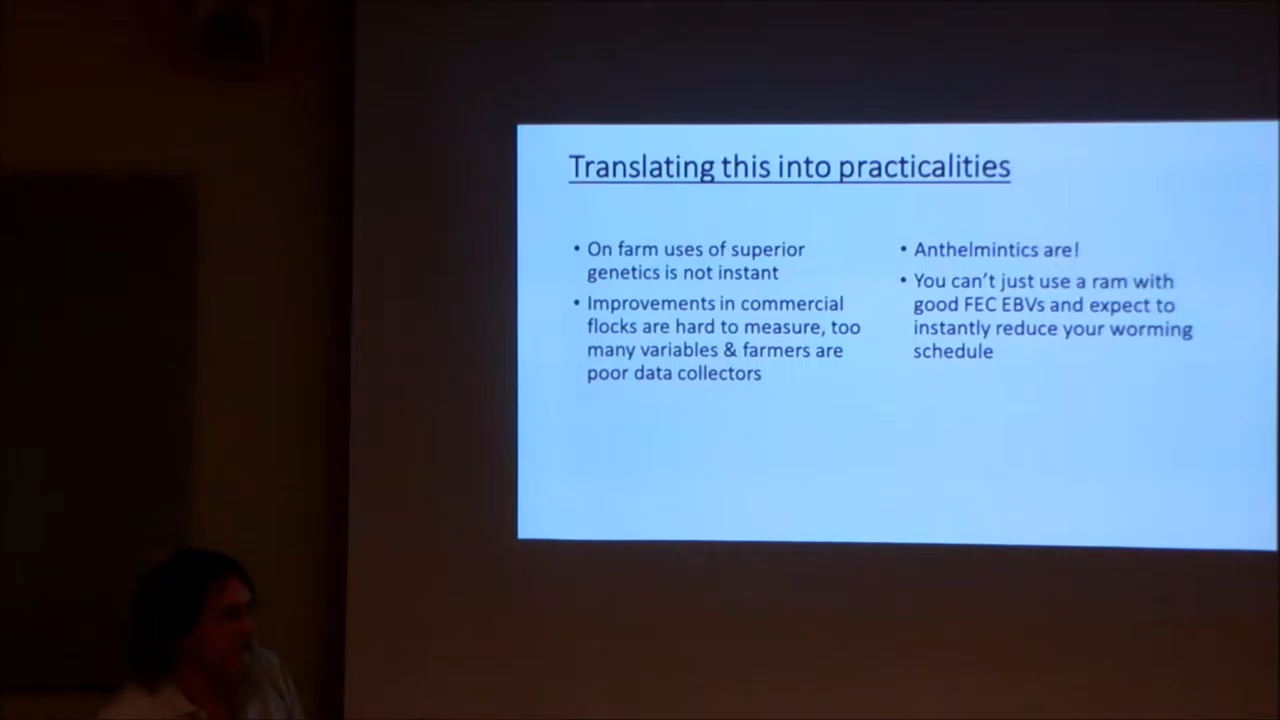 Translating this into practicalities
• On farm uses of superior
genetics is not instant
• Improvements in commercial
flocks are hard to measure, too
many variables & farmers are
poor data collectors
• Anthelmintics are!
• You can't just use a ram with
good FEC EBVs and expect to
instantly reduce your worming
schedule